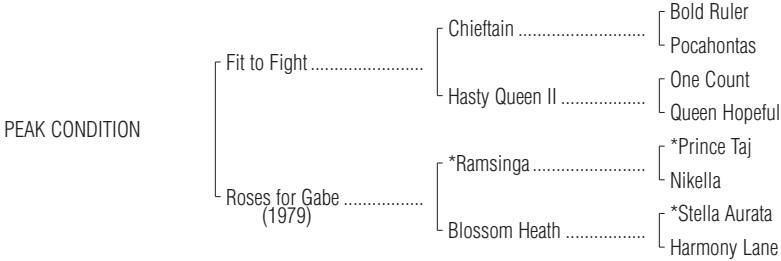 Bold Ruler
Chieftain ..........................
Pocahontas
Fit to Fight .......................
One Count
Hasty Queen II .................
Queen Hopeful
PEAK CONDITION
*Prince Taj
*Ramsinga .......................
Nikella
Roses for Gabe ................
(1979)
*Stella Aurata
Blossom Heath ................
Harmony Lane